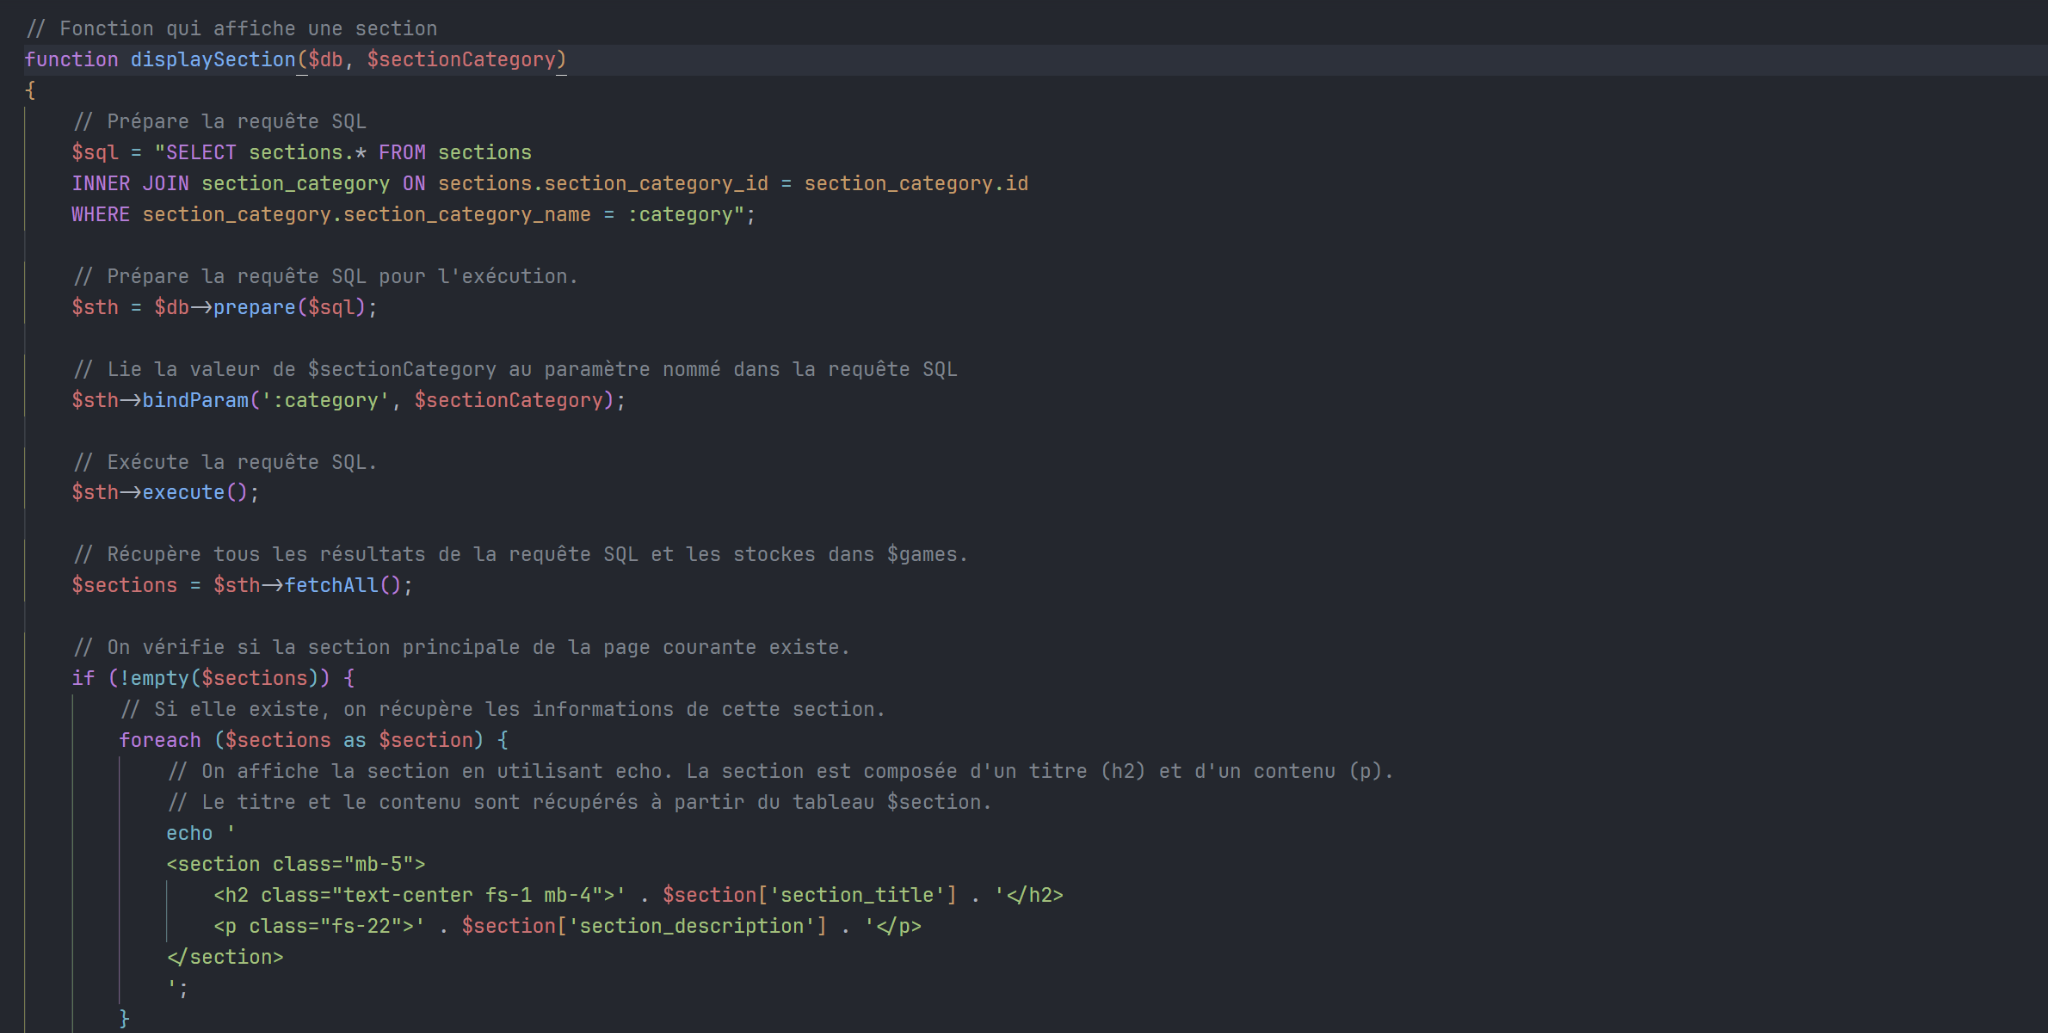 // Fonction qui affiche une section
function displaySection($db, $sectionCategory)
{
    // Prépare la requête SQL
    $sql = "SELECT sections.* FROM sections
    INNER JOIN section_category ON sections.section_category_id = section_category.id
    WHERE section_category.section_category_name = :category";

    // Prépare la requête SQL pour l'exécution.
    $sth = $db->prepare($sql);

    // Lie la valeur de $sectionCategory au paramètre nommé dans la requête SQL
    $sth->bindParam(':category', $sectionCategory);

    // Exécute la requête SQL.
    $sth->execute();

    // Récupère tous les résultats de la requête SQL et les stockes dans $games.
    $sections = $sth->fetchAll();

    // On vérifie si la section principale de la page courante existe.
    if (!empty($sections)) {
        // Si elle existe, on récupère les informations de cette section.
        foreach ($sections as $section) {
            // On affiche la section en utilisant echo. La section est composée d'un titre (h2) et d'un contenu (p).
            // Le titre et le contenu sont récupérés à partir du tableau $section.
            echo '
            <section class="mb-5">
                <h2 class="text-center fs-1 mb-4">' . $section['section_title'] . '</h2>
                <p class="fs-22">' . $section['section_description'] . '</p>
            </section>
            ';
        }